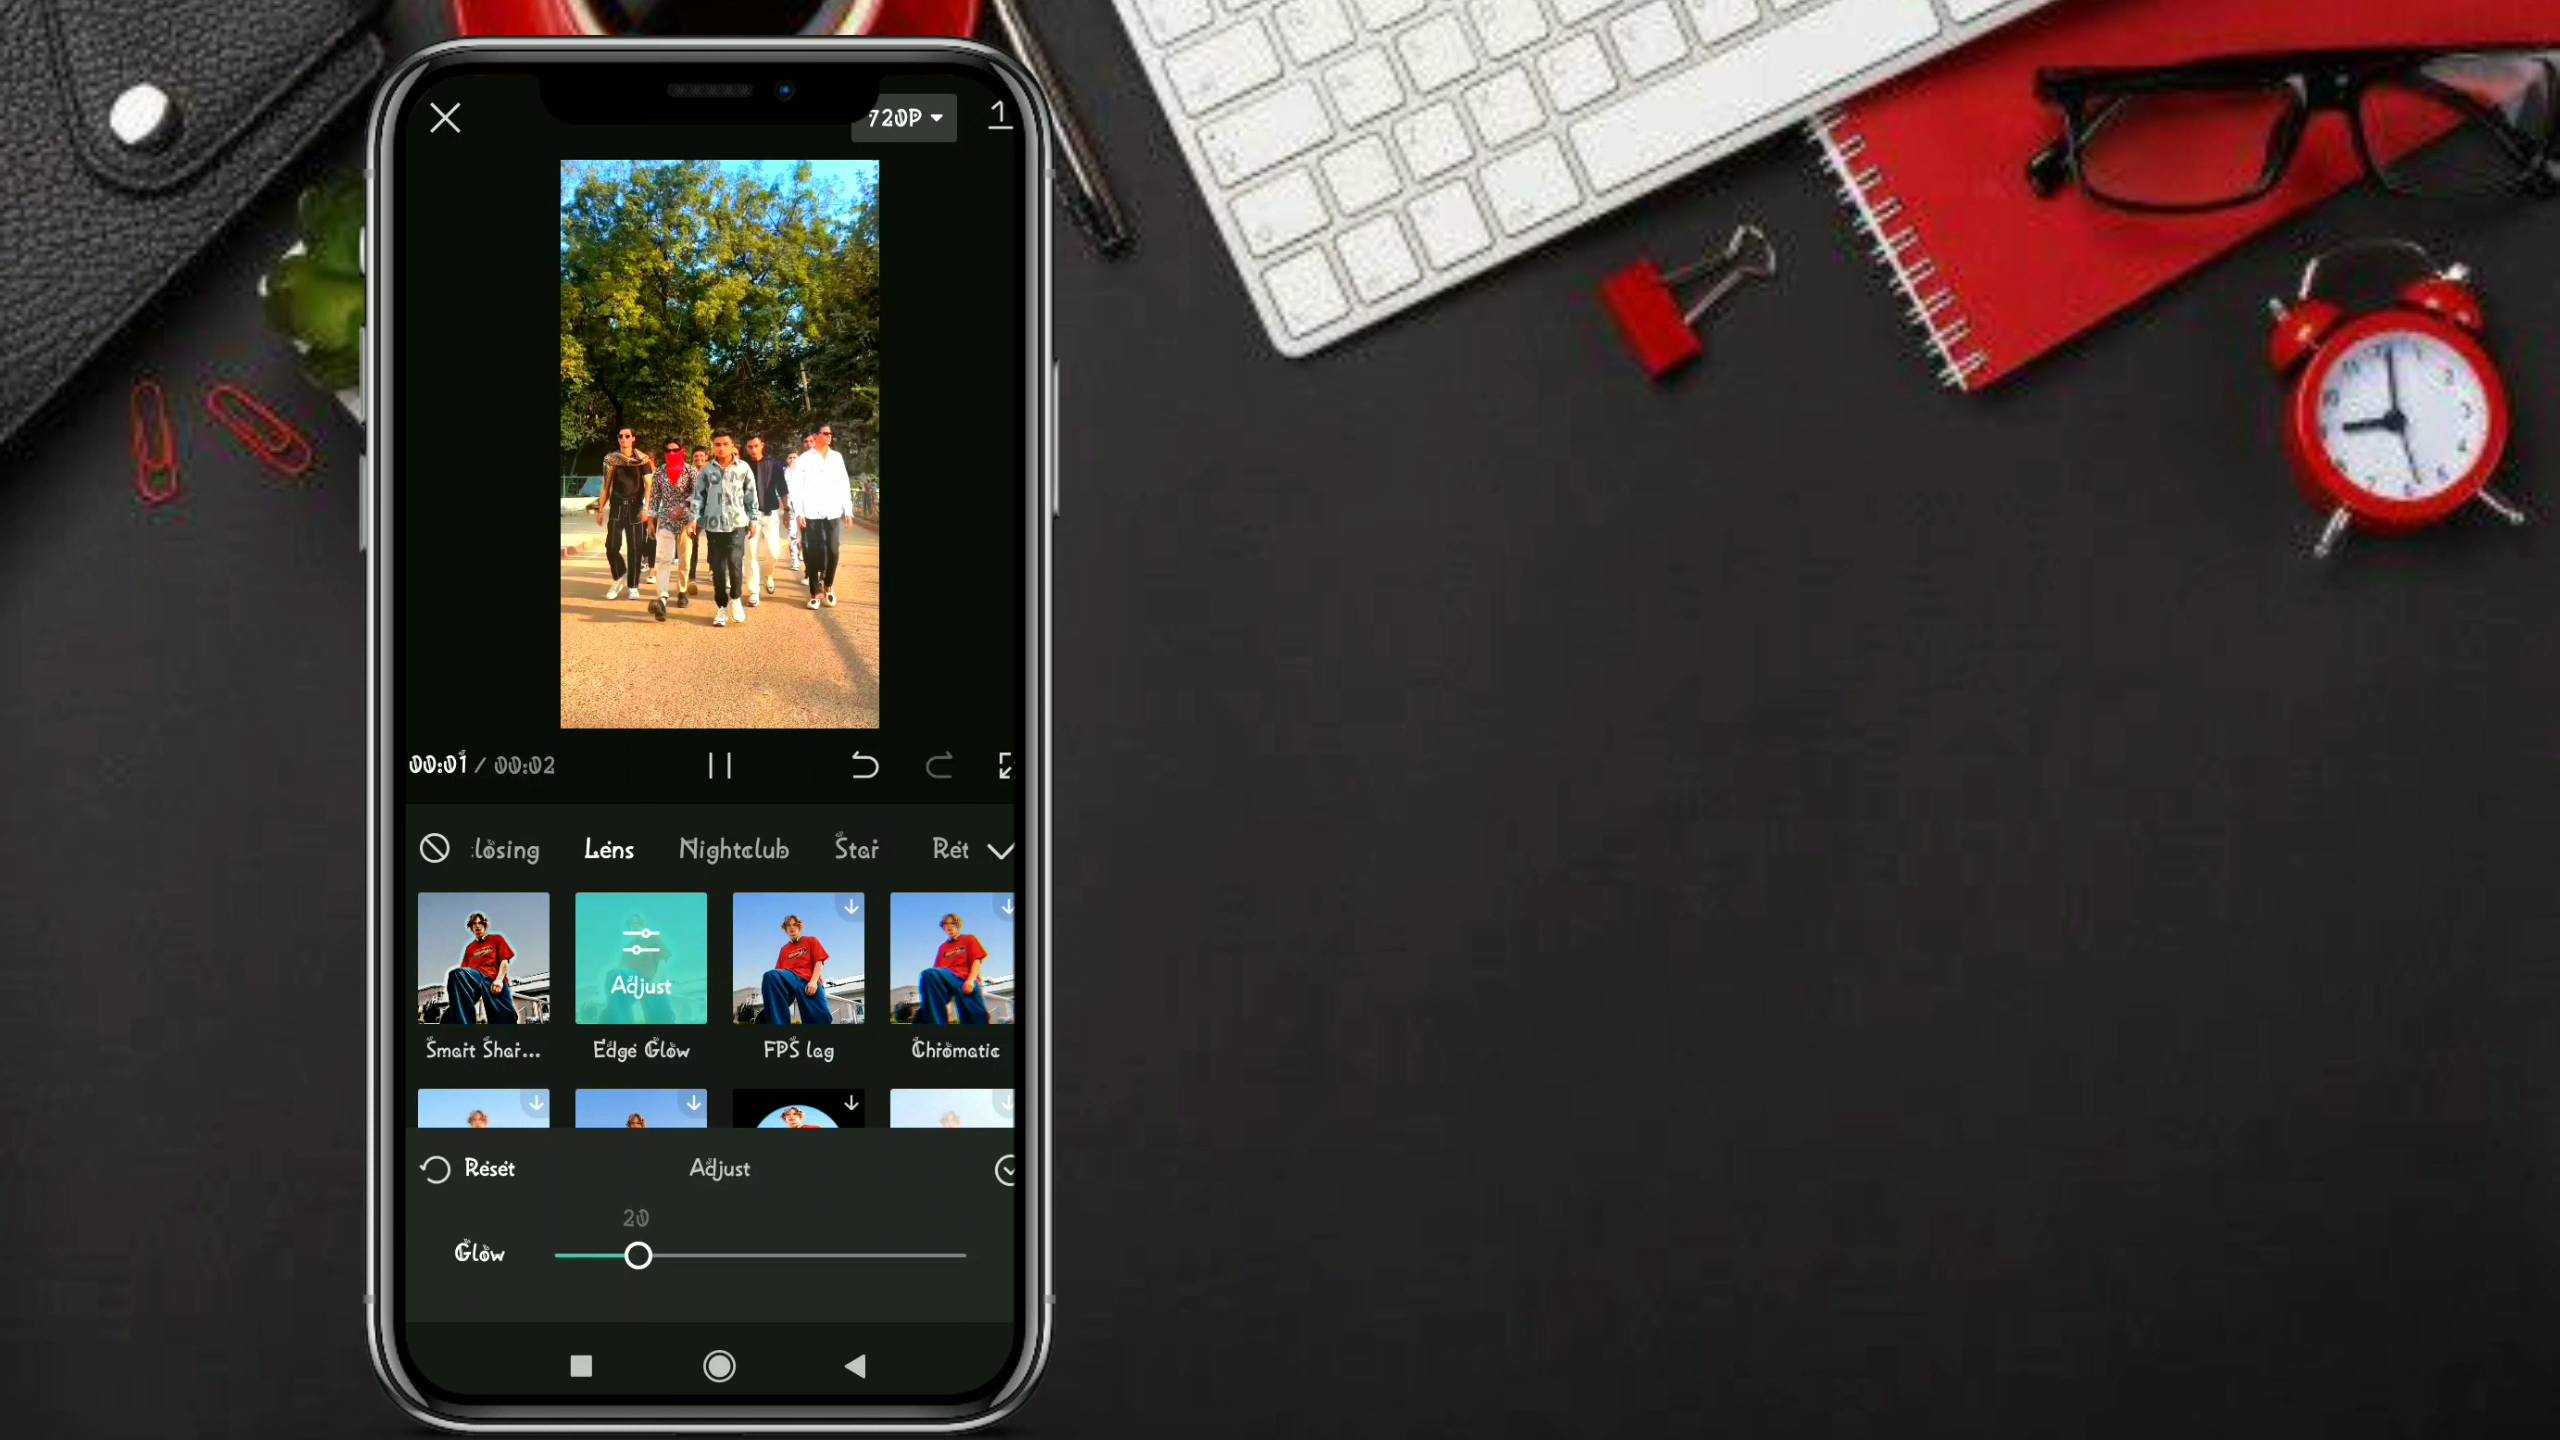 720P
00:01 / 00:02
losing Lens Nightclub Star Ret
Adjust
Smart Shar... Edge Glow FPS lag Chromatic
Reset Adjust
20
Glow